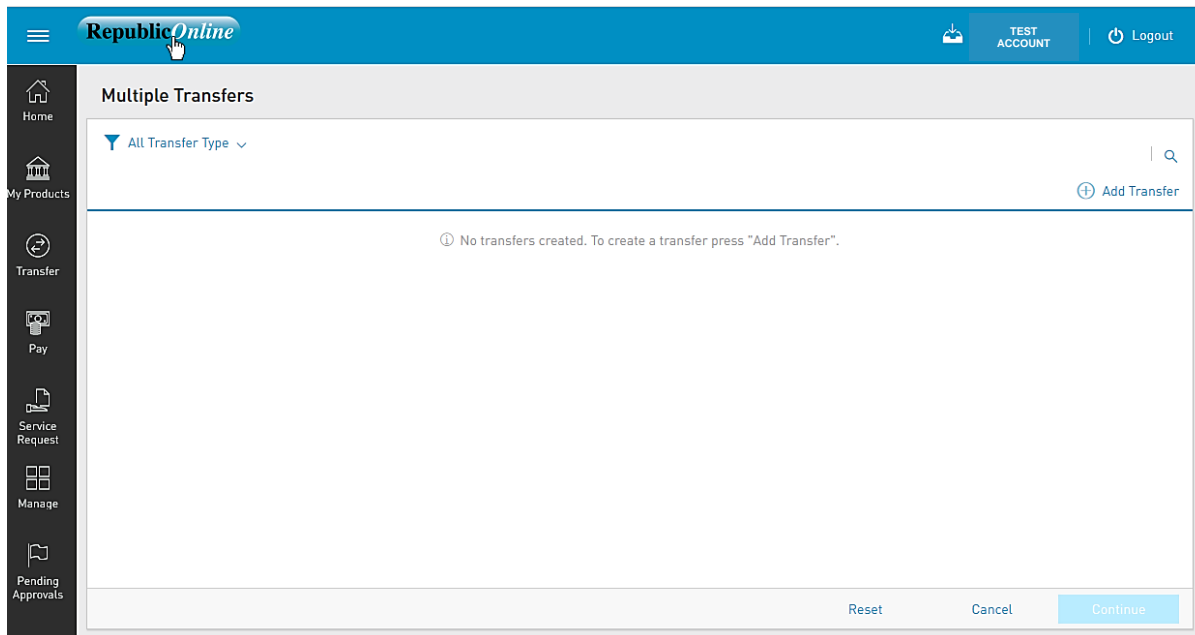 RepublicOnline
TEST
ACCOUNT
Logout
Home
My Products
Transfer
Pay
Service
Request
Manage
Pending
Approvals
Multiple Transfers
All Transfer Type
Add Transfer
No transfers created. To create a transfer press "Add Transfer".
Reset
Cancel
Continue